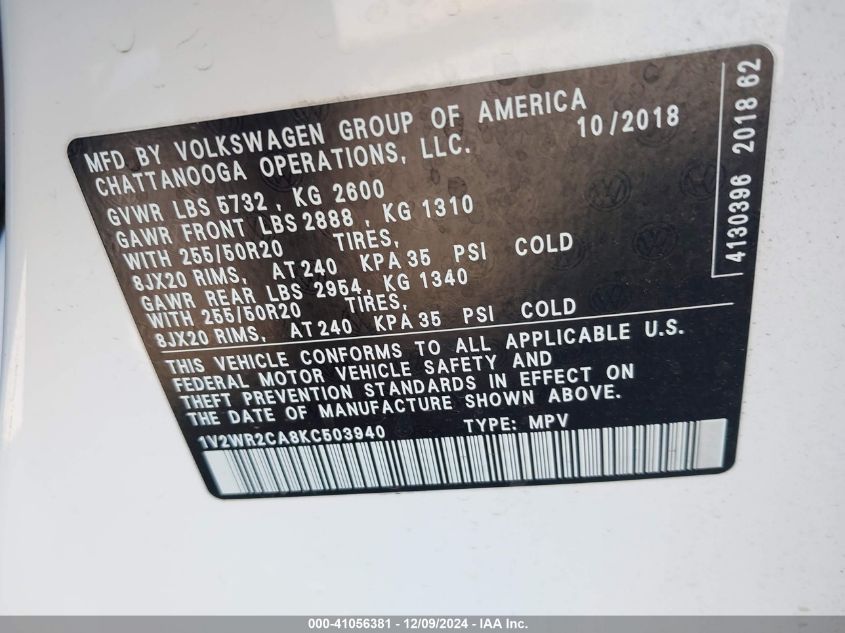 MFD BY VOLKSWAGEN GROUP OF AMERICA
10/2018
CHATTANOOGA OPERATIONS, LLC.
GVWR LBS 5732 , KG 2600
GAWR FRONT LBS 2888 , KG 1310
WITH 255/50R20 TIRES,
8JX20 RIMS, AT 240 KPA 35 PSI COLD
GAWR REAR LBS 2954, KG 1340
WITH 255/50R20 TIRES,
8JX20 RIMS, AT 240 KPA 35 PSI COLD
THIS VEHICLE CONFORMS TO ALL APPLICABLE U.S.
FEDERAL MOTOR VEHICLE SAFETY AND
THEFT PREVENTION STANDARDS IN EFFECT ON
THE DATE OF MANUFACTURE SHOWN ABOVE.
1V2WR2CA8KC503940 TYPE: MPV
4130396 2018 62
000-41056381 - 12/09/2024 - IAA Inc.